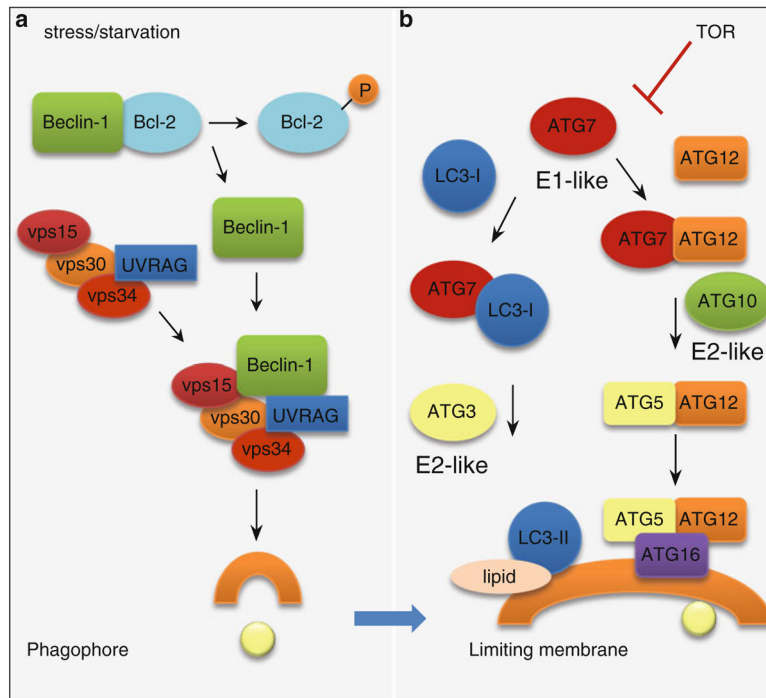 a
stress/starvation
Beclin-1
Bcl-2
Bcl-2
P
Beclin-1
vps15
vps30
UVRAG
vps34
Beclin-1
vps15
vps30
UVRAG
vps34
Phagophore
b
TOR
ATG7
E1-like
LC3-I
ATG12
ATG7
ATG12
ATG7
LC3-I
ATG10
E2-like
ATG3
E2-like
ATG5
ATG12
ATG5
ATG12
ATG16
LC3-II
lipid
Limiting membrane